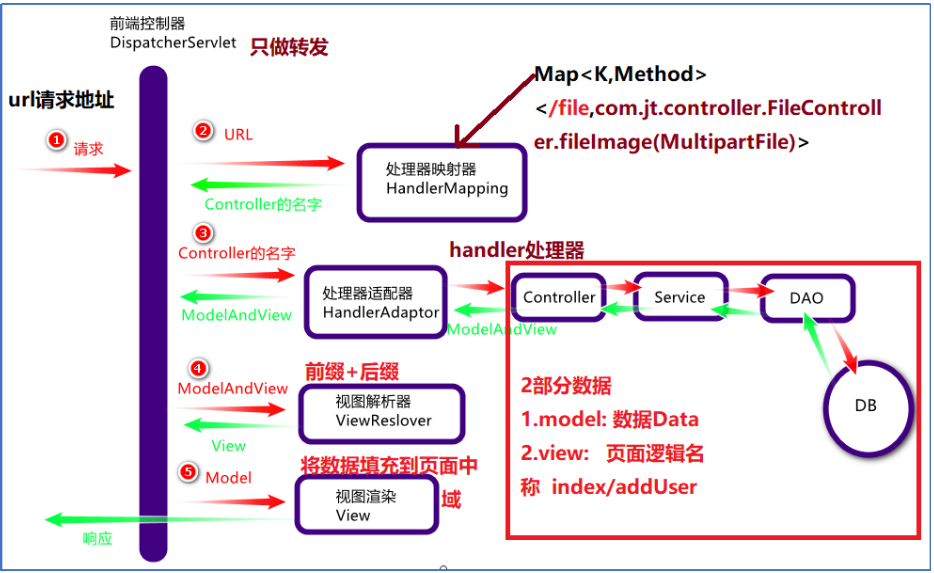 前端控制器
DispatcherServlet
只做转发
url请求地址
Map<K,Method>
</file,com.jt.controller.FileControll
er.fileImage(MultipartFile)>
1
请求
2
URL
处理器映射器
HandlerMapping
Controller的名字
3
Controller的名字
handler处理器
处理器适配器
HandlerAdaptor
ModelAndView
ModelAndView
Controller
Service
DAO
DB
4
ModelAndView
前缀+后缀
视图解析器
ViewReslover
View
2部分数据
1.model: 数据Data
2.view: 页面逻辑名
称 index/addUser
5
Model
将数据填充到页面中
域
视图渲染
View
响应